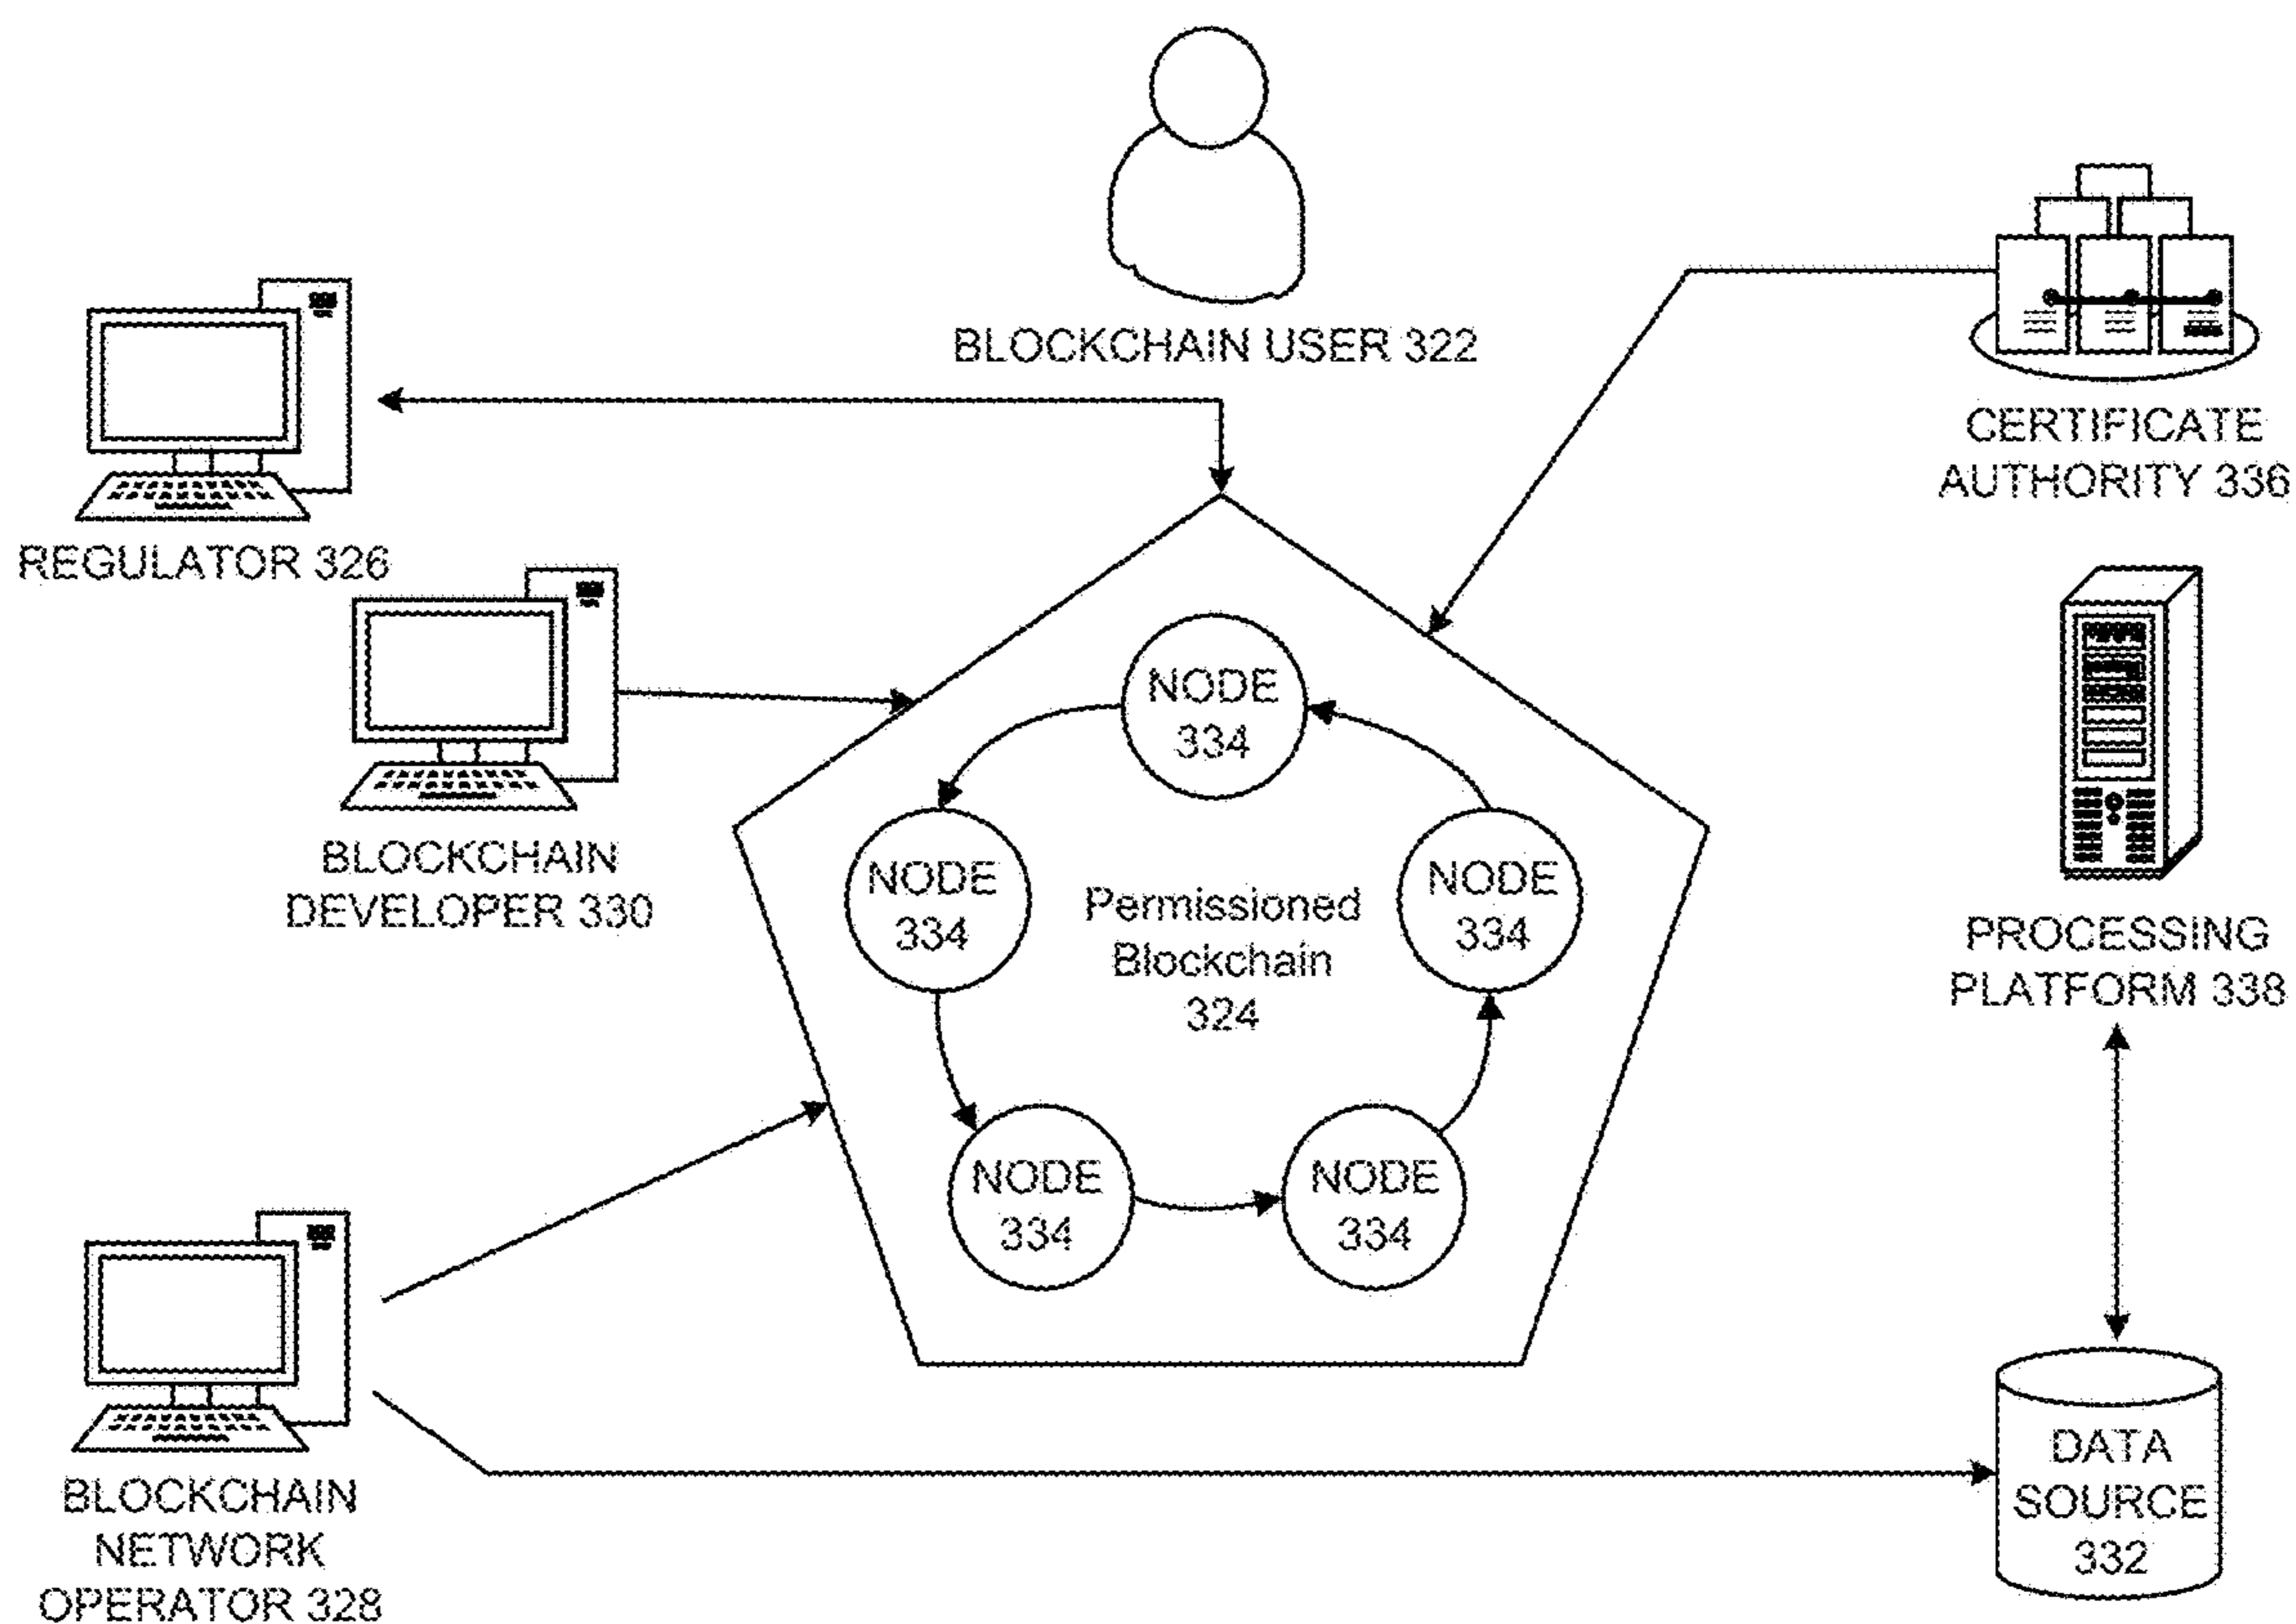 BLOCKCHAIN USER 322
CERTIFICATE
AUTHORITY 336
REGULATOR 326
NODE
334
BLOCKCHAIN
DEVELOPER 330
NODE
334
Permissioned
Blockchain
324
NODE
334
PROCESSING
PLATFORM 338
NODE
334
NODE
334
BLOCKCHAIN
NETWORK
OPERATOR 328
DATA
SOURCE
332